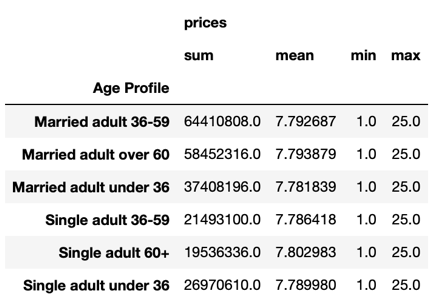 prices
sum mean min max
Age Profile
Married adult 36-59 64410808.0 7.792687 1.0 25.0
Married adult over 60 58452316.0 7.793879 1.0 25.0
Married adult under 36 37408196.0 7.781839 1.0 25.0
Single adult 36-59 21493100.0 7.786418 1.0 25.0
Single adult 60+ 19536336.0 7.802983 1.0 25.0
Single adult under 36 26970610.0 7.789980 1.0 25.0